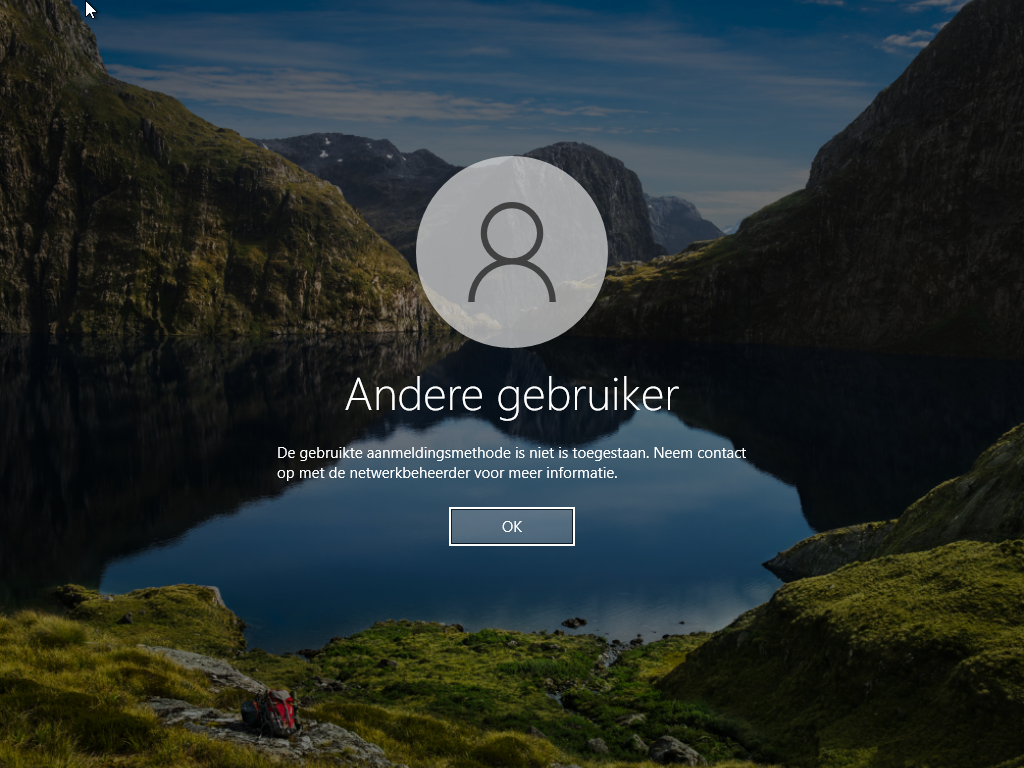 Andere gebruiker
De gebruikte aanmeldingsmethode is niet is toegestaan. Neem contact
op met de netwerkbeheerder voor meer informatie.
OK